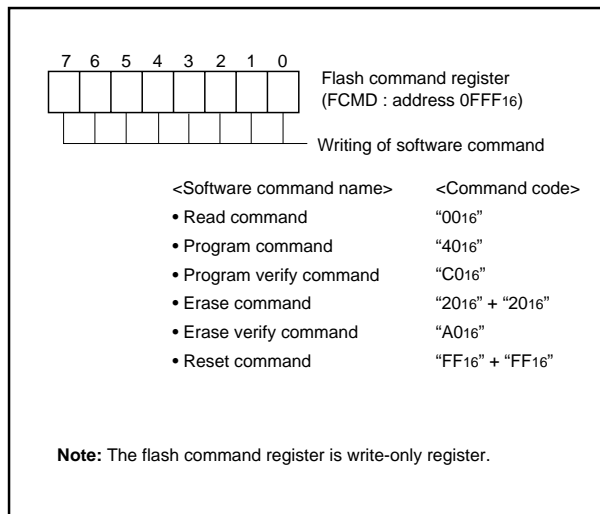 7 6 5 4 3 2 1 0
Flash command register
(FCMD : address 0FFF16)
Writing of software command
<Software command name> <Command code>
• Read command “0016”
• Program command “4016”
• Program verify command “C016”
• Erase command “2016” + “2016”
• Erase verify command “A016”
• Reset command “FF16” + “FF16”
Note: The flash command register is write-only register.